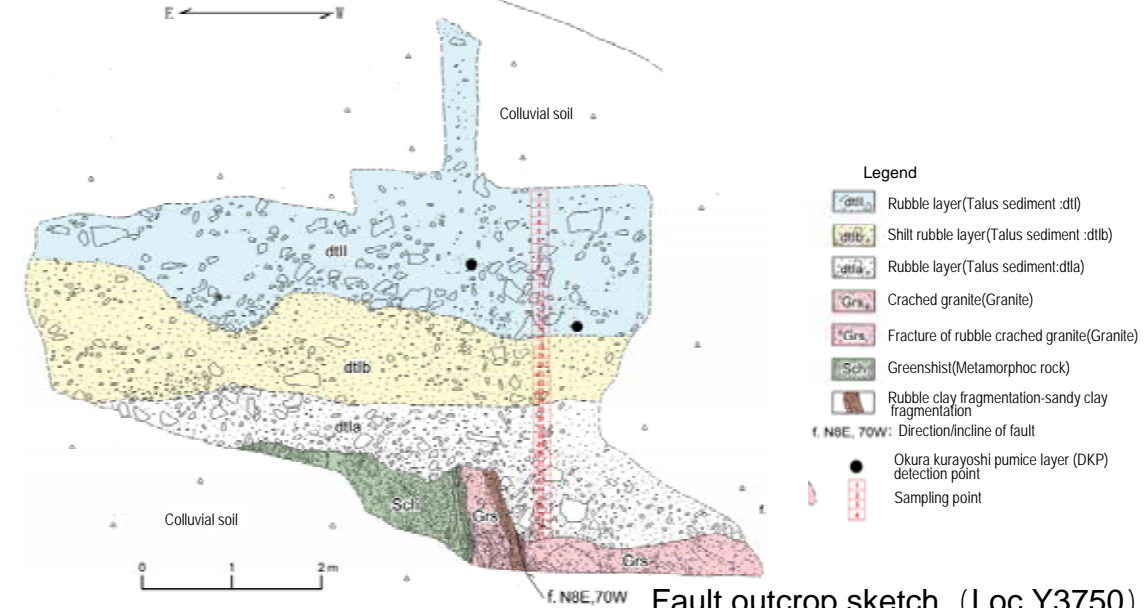 E W
Colluvial soil
dtll
dtlb
dtla
Sch
Grs
Grs
Colluvial soil
0 1 2 m
f. N8E,70W
f.
Legend
dtll Rubble layer(Talus sediment :dtl)
dtlb Shilt rubble layer(Talus sediment :dtlb)
dtla Rubble layer(Talus sediment:dtla)
Grs Crached granite(Granite)
Grs Fracture of rubble crached granite(Granite)
Sch Greenshist(Metamorphoc rock)
Rubble clay fragmentation-sandy clay
fragmentation
f. N8E, 70W: Direction/incline of fault
Okura kurayoshi pumice layer (DKP)
detection point
Sampling point
Fault outcrop sketch (Loc.Y3750)